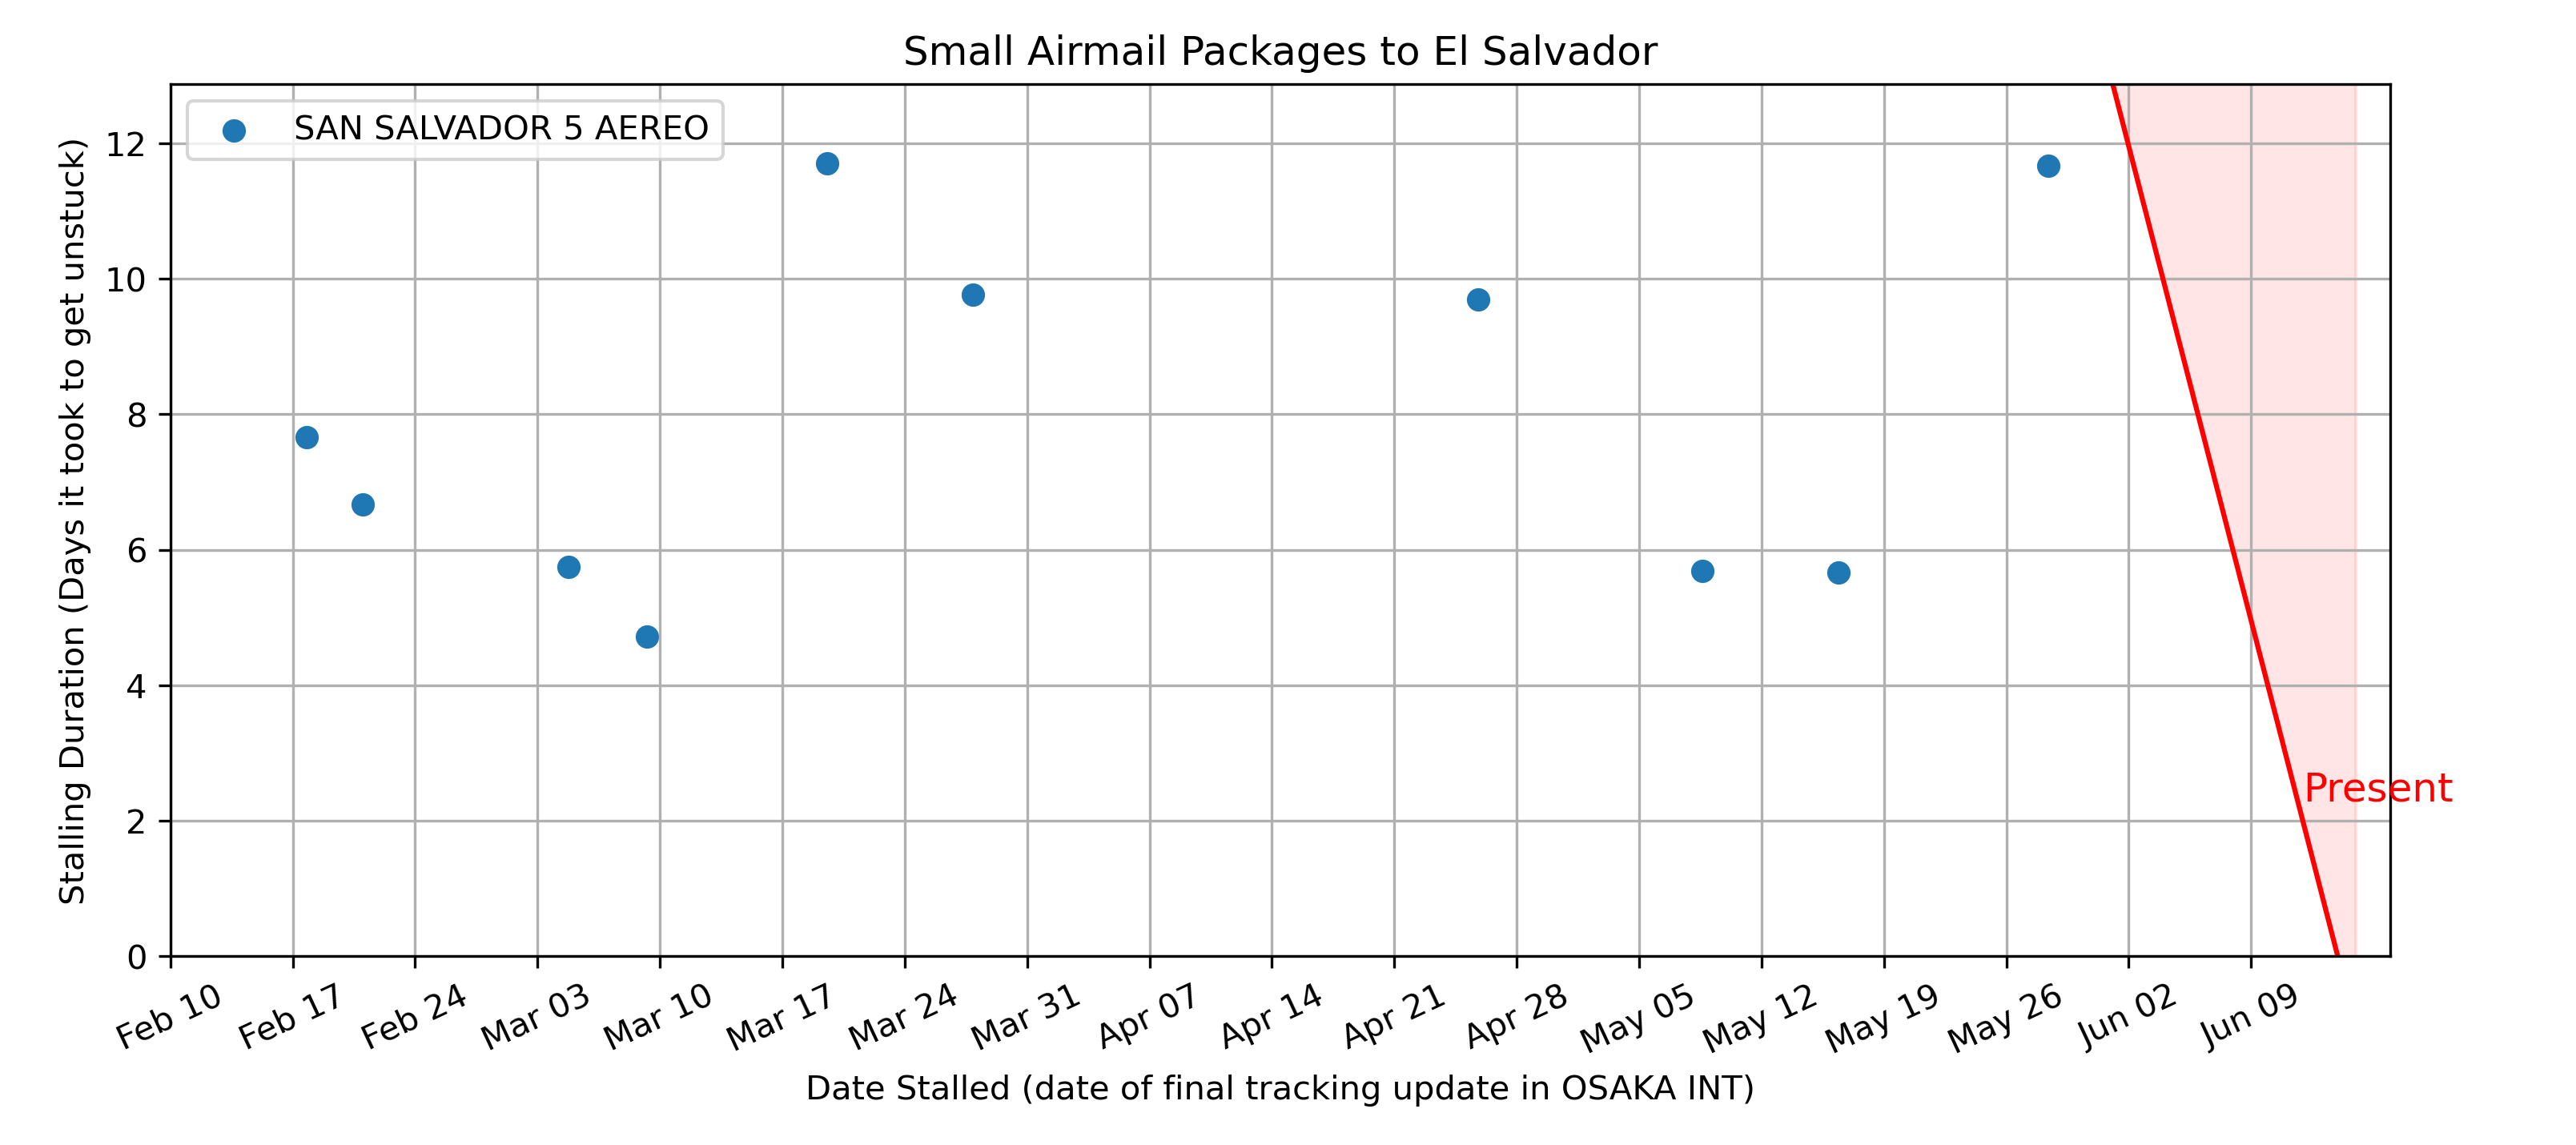 Small Airmail Packages to El Salvador
SAN SALVADOR 5 AEREO
Stalling Duration (Days it took to get unstuck)
12
10
8
6
4
2
0
Present
Feb 10
Feb 17
Feb 24
Mar 03
Mar 10
Mar 17
Mar 24
Mar 31
Apr 07
Apr 14
Apr 21
Apr 28
May 05
May 12
May 19
May 26
Jun 02
Jun 09
Date Stalled (date of final tracking update in OSAKA INT)